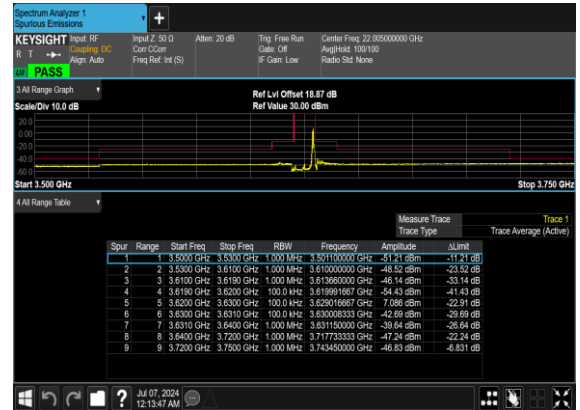 Spectrum Analyzer 1
Spurious Emissions
KEYSIGHT Input: RF Input Z: 50 Ω Atten: 20 dB Trig: Free Run Center Freq: 22.005000000 GHz
R T Coupling: DC Corr CCorr Gate: Off Avg|Hold: 100/100
Align: Auto Freq Ref: Int (S) IF Gain: Low Radio Std: None
PASS
3 All Range Graph
Ref Lvl Offset 18.87 dB
Scale/Div 10.0 dB Ref Value 30.00 dBm
20.0
0.00
-20.0
-40.0
-60.0
Start 3.500 GHz Stop 3.750 GHz
4 All Range Table
Measure Trace Trace 1
Trace Type Trace Average (Active)
Spur Range Start Freq Stop Freq RBW Frequency Amplitude ΔLimit
1 1 3.5000 GHz 3.5300 GHz 1.000 MHz 3.501100000 GHz -51.21 dBm -11.21 dB
2 2 3.5300 GHz 3.6100 GHz 1.000 MHz 3.610000000 GHz -48.52 dBm -23.52 dB
3 3 3.6100 GHz 3.6190 GHz 1.000 MHz 3.613660000 GHz -46.14 dBm -33.14 dB
4 4 3.6190 GHz 3.6200 GHz 100.0 kHz 3.619991667 GHz -54.43 dBm -41.43 dB
5 5 3.6200 GHz 3.6300 GHz 100.0 kHz 3.629016667 GHz 7.086 dBm -22.91 dB
6 6 3.6300 GHz 3.6310 GHz 100.0 kHz 3.630008333 GHz -42.69 dBm -29.69 dB
7 7 3.6310 GHz 3.6400 GHz 1.000 MHz 3.631150000 GHz -39.64 dBm -26.64 dB
8 8 3.6400 GHz 3.7200 GHz 1.000 MHz 3.717733333 GHz -47.24 dBm -22.24 dB
9 9 3.7200 GHz 3.7500 GHz 1.000 MHz 3.743450000 GHz -46.83 dBm -6.831 dB
? Jul 07, 2024
12:13:47 AM